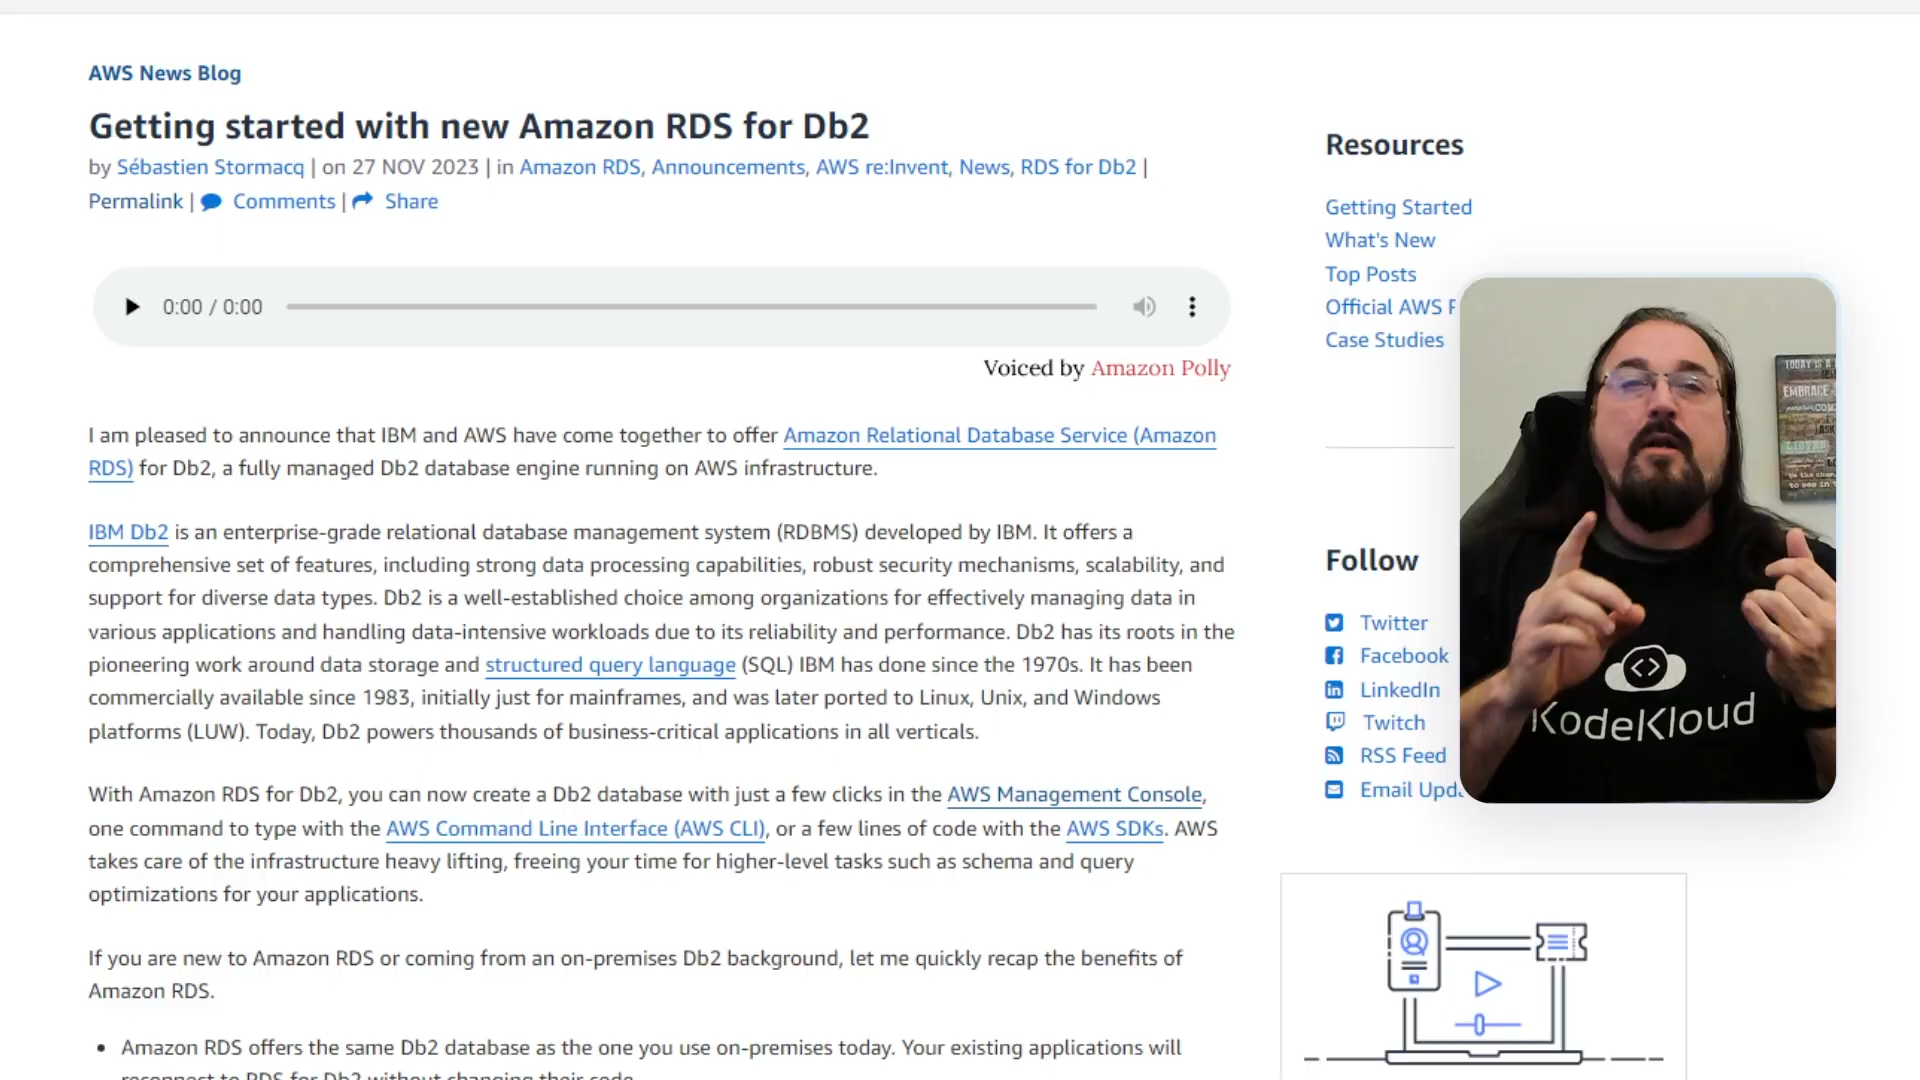 AWS News Blog
Getting started with new Amazon RDS for Db2
by Sébastien Stormacq | on 27 NOV 2023 | in Amazon RDS, Announcements, AWS re:Invent, News, RDS for Db2 |
Permalink | Comments | Share
0:00 / 0:00
Voiced by Amazon Polly
I am pleased to announce that IBM and AWS have come together to offer Amazon Relational Database Service (Amazon
RDS) for Db2, a fully managed Db2 database engine running on AWS infrastructure.
IBM Db2 is an enterprise-grade relational database management system (RDBMS) developed by IBM. It offers a
comprehensive set of features, including strong data processing capabilities, robust security mechanisms, scalability, and
support for diverse data types. Db2 is a well-established choice among organizations for effectively managing data in
various applications and handling data-intensive workloads due to its reliability and performance. Db2 has its roots in the
pioneering work around data storage and structured query language (SQL) IBM has done since the 1970s. It has been
commercially available since 1983, initially just for mainframes, and was later ported to Linux, Unix, and Windows
platforms (LUW). Today, Db2 powers thousands of business-critical applications in all verticals.
With Amazon RDS for Db2, you can now create a Db2 database with just a few clicks in the AWS Management Console,
one command to type with the AWS Command Line Interface (AWS CLI), or a few lines of code with the AWS SDKs. AWS
takes care of the infrastructure heavy lifting, freeing your time for higher-level tasks such as schema and query
optimizations for your applications.
If you are new to Amazon RDS or coming from an on-premises Db2 background, let me quickly recap the benefits of
Amazon RDS.
• Amazon RDS offers the same Db2 database as the one you use on-premises today. Your existing applications will
reconnect to RDS for Db2 without changing their code.
Resources
Getting Started
What's New
Top Posts
Official AWS
Case Studies
Follow
Twitter
Facebook
LinkedIn
Twitch
RSS Feed
Email
TODAY IS A
EMBRACE
KodeKloud